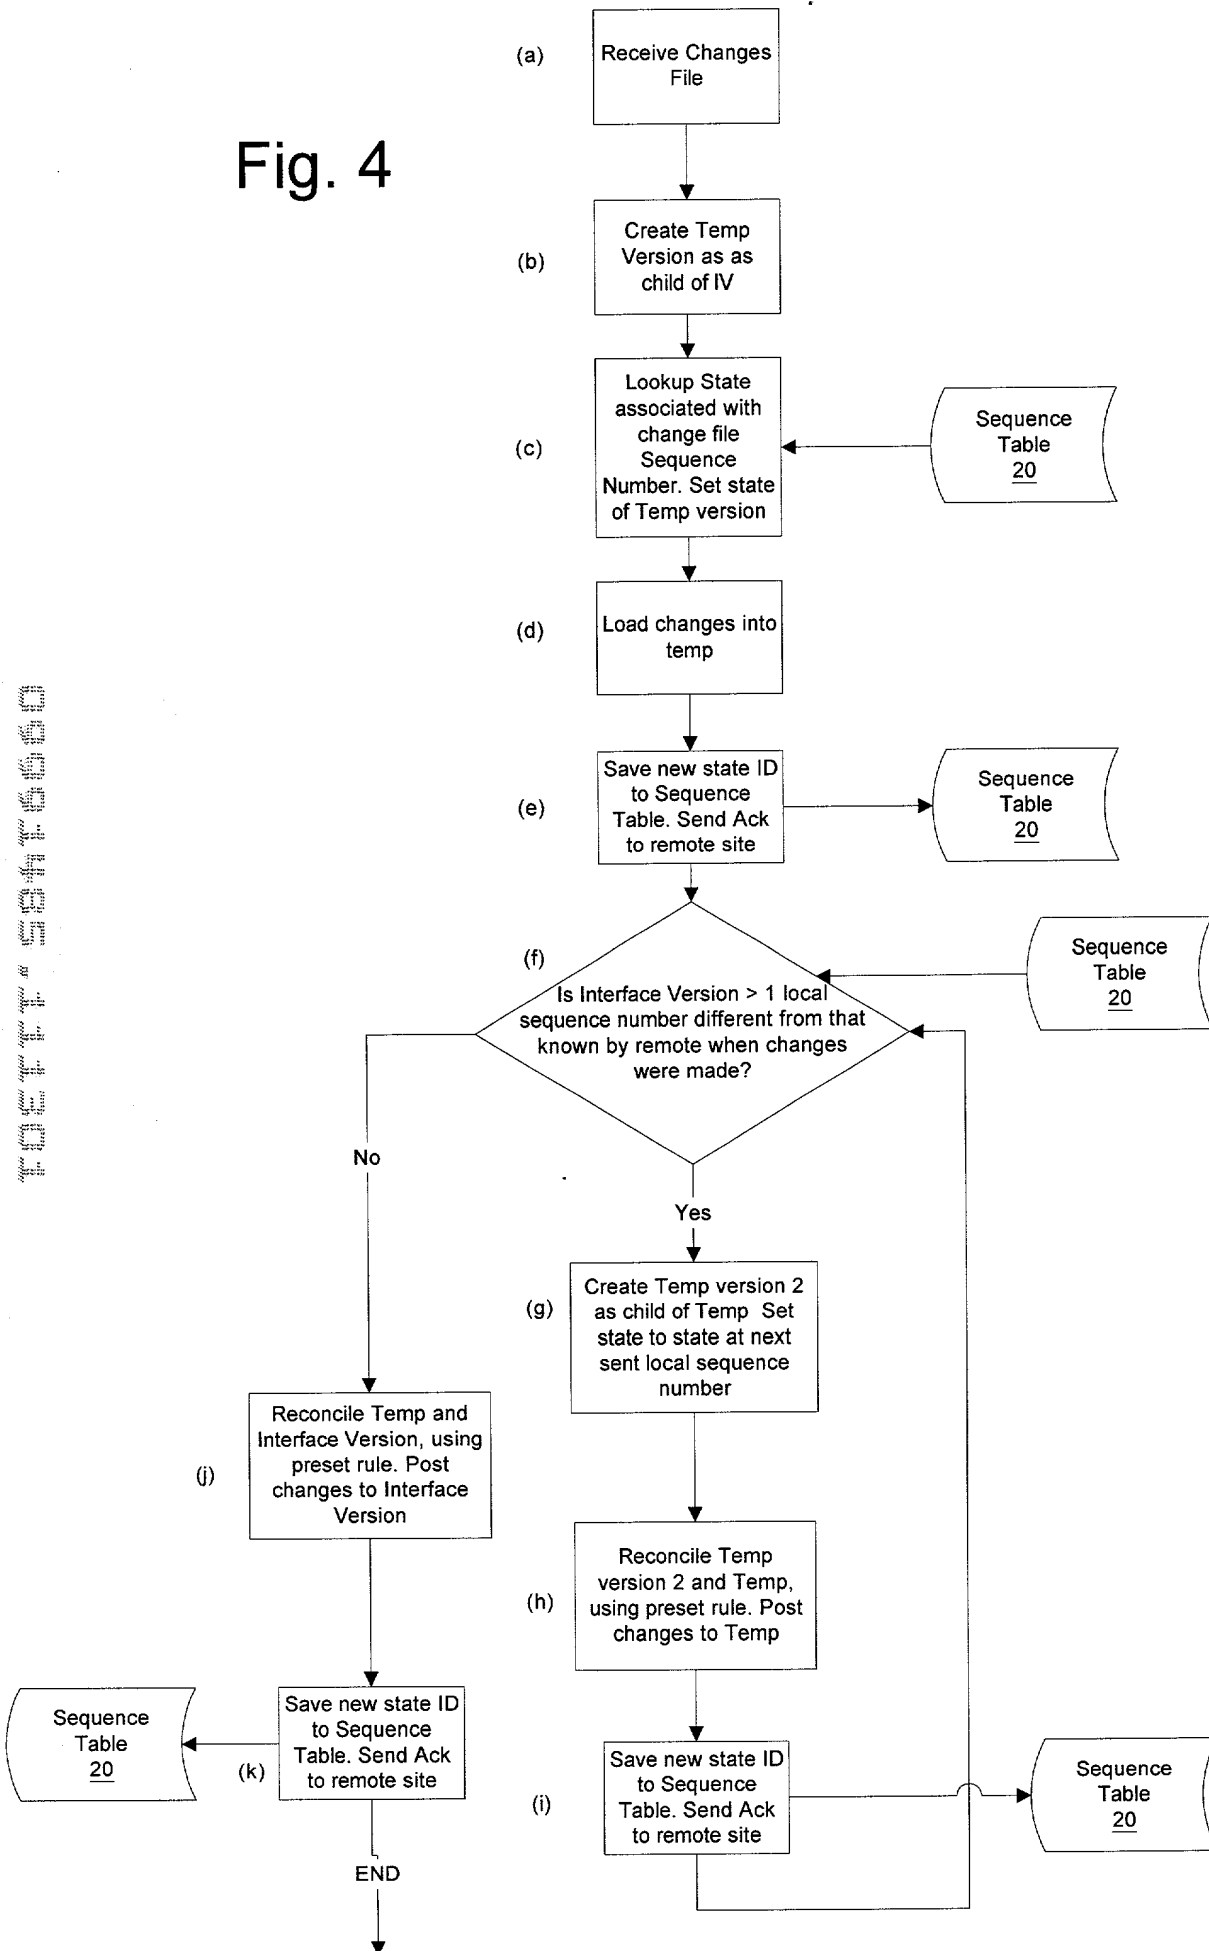 (a)
Receive Changes
File
Fig. 4
(b)
Create Temp
Version as as
child of IV
(c)
Lookup State
associated with
change file
Sequence
Number. Set state
of Temp version
Sequence
Table
20
(d)
Load changes into
temp
(e)
Save new state ID
to Sequence
Table. Send Ack
to remote site
Sequence
Table
20
(f)
Is Interface Version > 1 local
sequence number different from that
known by remote when changes
were made?
Sequence
Table
20
No
Yes
(g)
Create Temp version 2
as child of Temp Set
state to state at next
sent local sequence
number
(j)
Reconcile Temp and
Interface Version, using
preset rule. Post
changes to Interface
Version
(h)
Reconcile Temp
version 2 and Temp,
using preset rule. Post
changes to Temp
Sequence
Table
20
(k)
Save new state ID
to Sequence
Table. Send Ack
to remote site
(i)
Save new state ID
to Sequence
Table. Send Ack
to remote site
Sequence
Table
20
END
09991485.111301